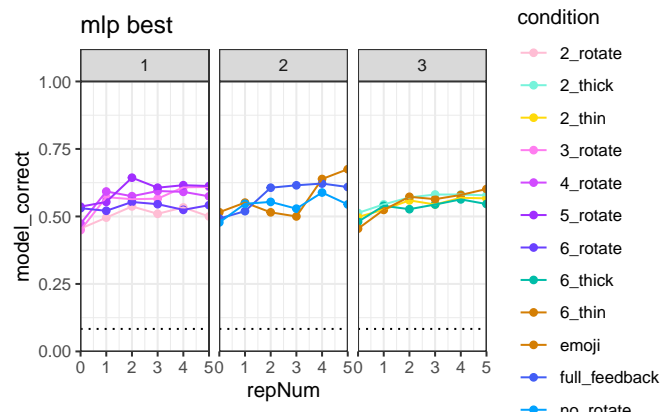 mlp best
1 2 3
1.00
0.75
0.50
0.25
0.00
model_correct
0 1 2 3 4 5 0 1 2 3 4 5 0 1 2 3 4 5
repNum
condition
2_rotate
2_thick
2_thin
3_rotate
4_rotate
5_rotate
6_rotate
6_thick
6_thin
emoji
full_feedback
no_rotate